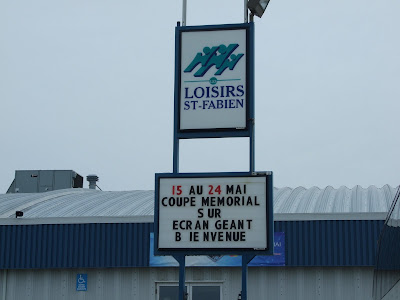 LOISIRS
ST-FABIEN
15 AU 24 MAI
COUPE MEMORIAL
SUR
ECRAN GEANT
BIENVENUE